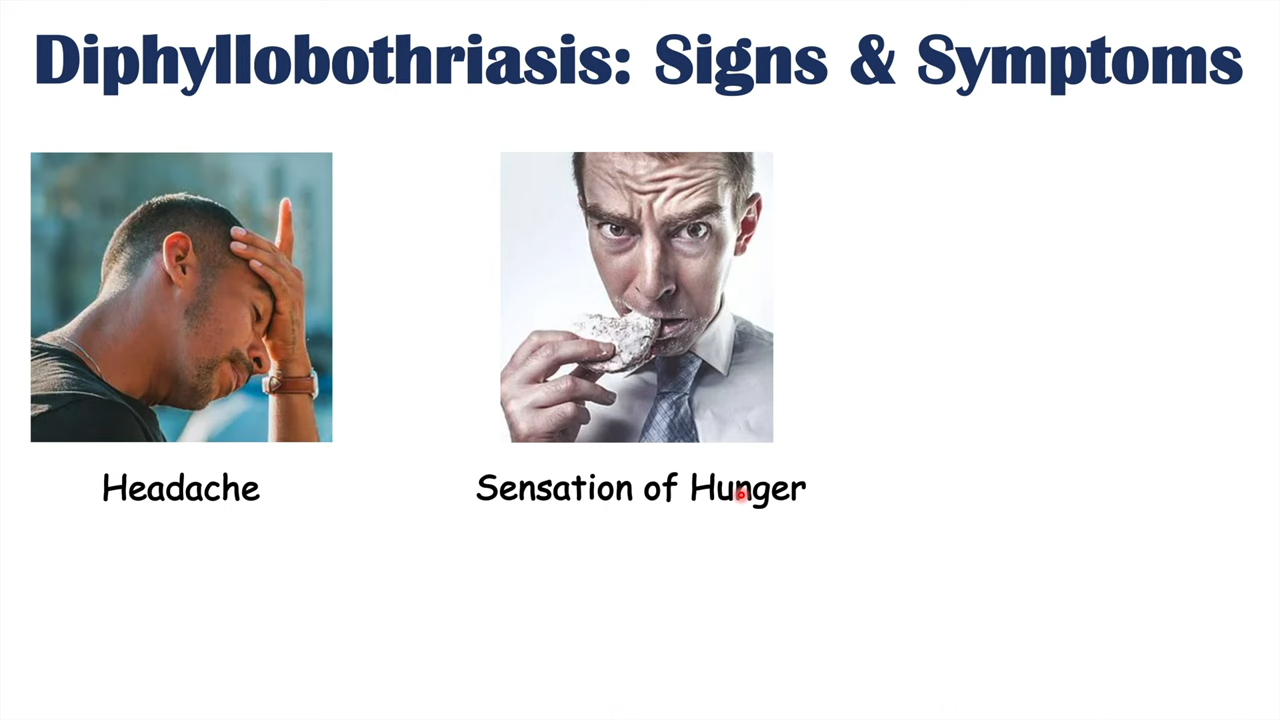 Diphyllobothriasis: Signs & Symptoms
Headache
Sensation of Hunger